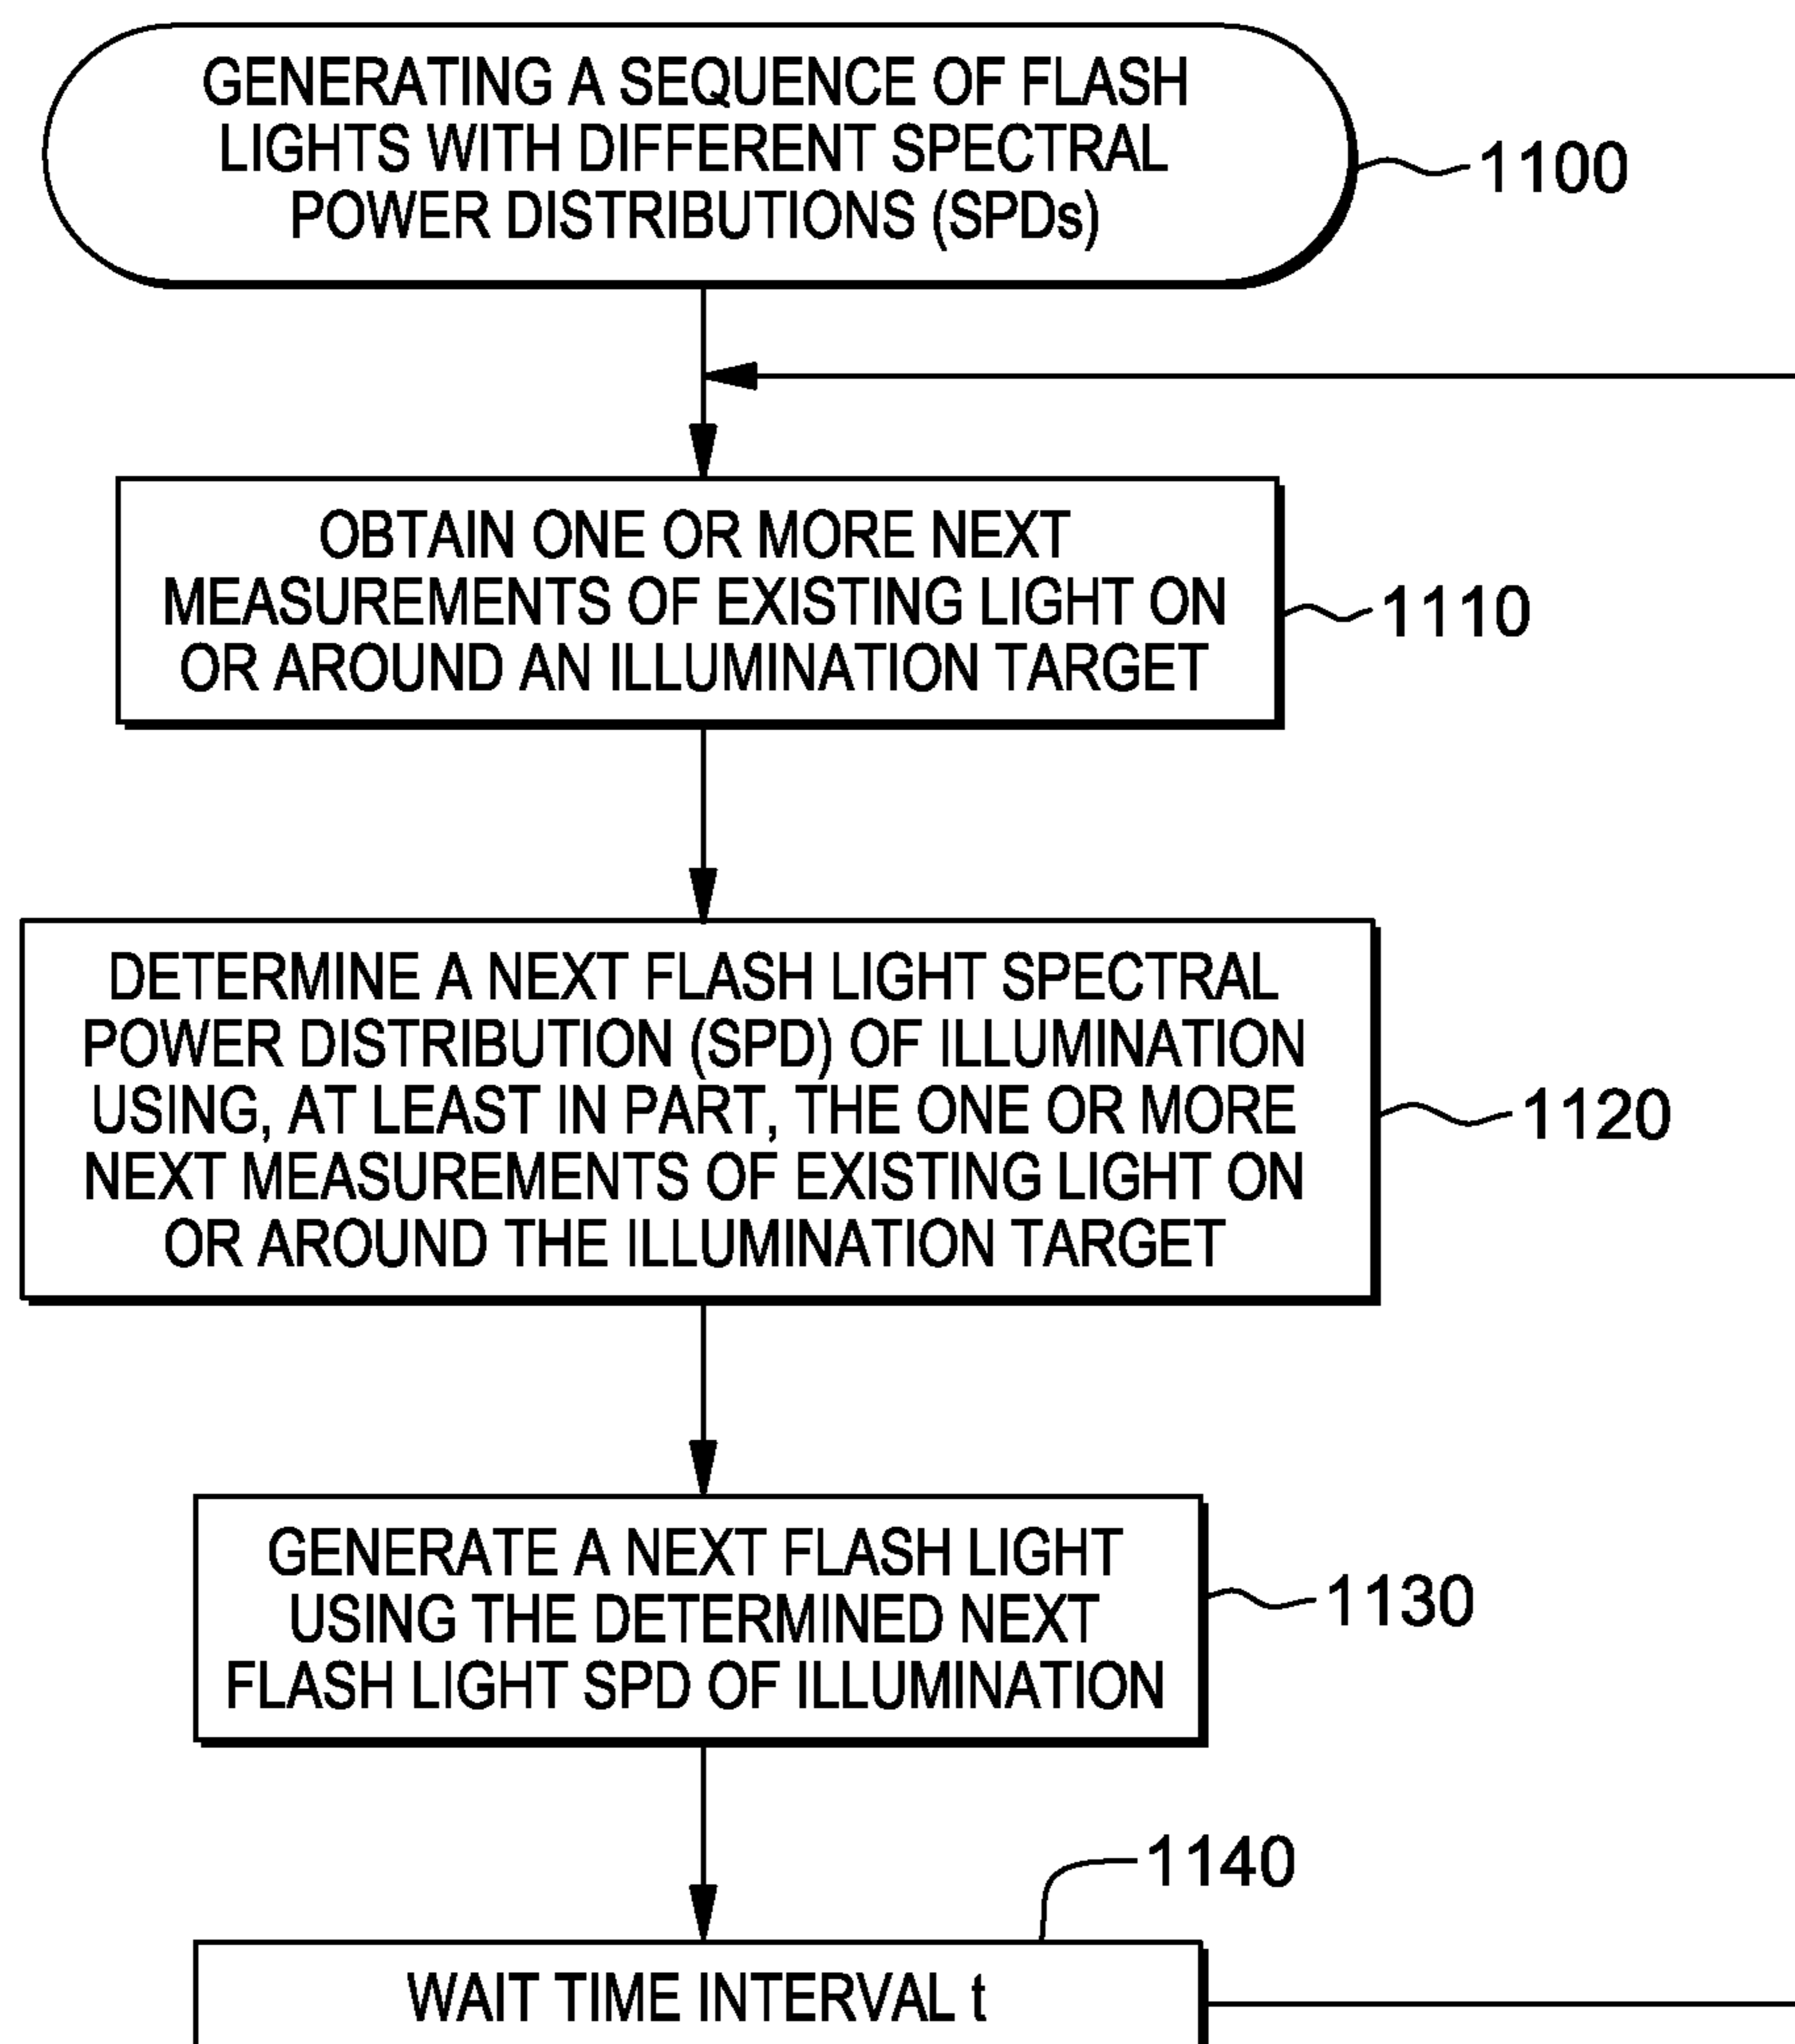 GENERATING A SEQUENCE OF FLASH
LIGHTS WITH DIFFERENT SPECTRAL
POWER DISTRIBUTIONS (SPDs)
1100
OBTAIN ONE OR MORE NEXT
MEASUREMENTS OF EXISTING LIGHT ON
OR AROUND AN ILLUMINATION TARGET
1110
DETERMINE A NEXT FLASH LIGHT SPECTRAL
POWER DISTRIBUTION (SPD) OF ILLUMINATION
USING, AT LEAST IN PART, THE ONE OR MORE
NEXT MEASUREMENTS OF EXISTING LIGHT ON
OR AROUND THE ILLUMINATION TARGET
1120
GENERATE A NEXT FLASH LIGHT
USING THE DETERMINED NEXT
FLASH LIGHT SPD OF ILLUMINATION
1130
1140
WAIT TIME INTERVAL t